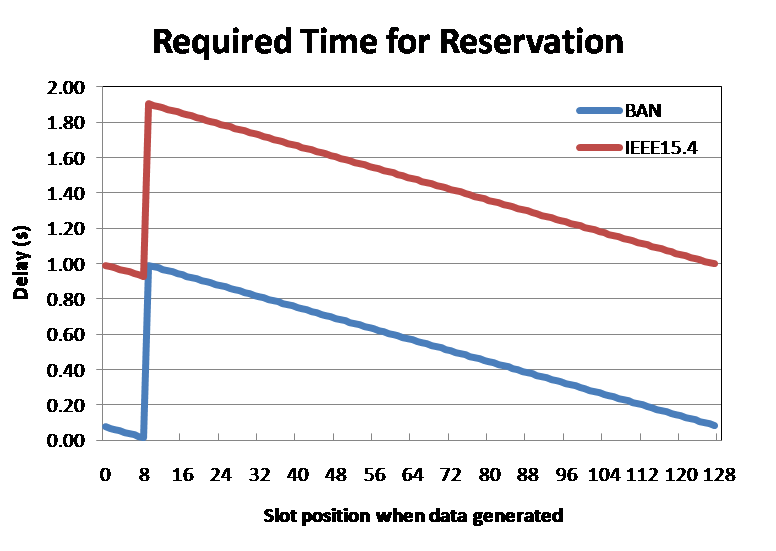 Required Time for Reservation
2.00
1.80
1.60
1.40
1.20
1.00
0.80
0.60
0.40
0.20
0.00
Delay (s)
BAN
IEEE15.4
0 8 16 24 32 40 48 56 64 72 80 88 96 104 112 120 128
Slot position when data generated